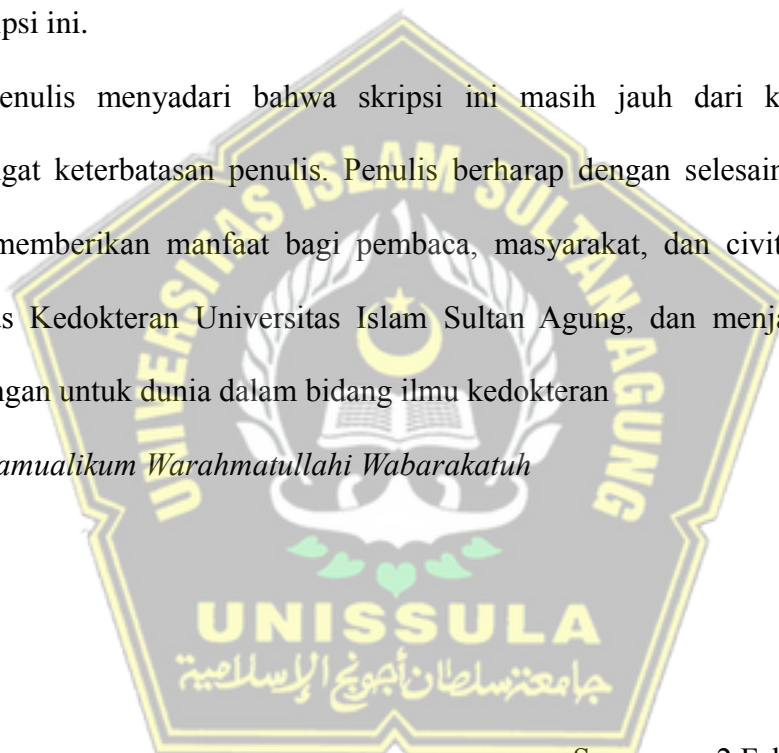 ipsi ini.
enulis menyadari bahwa skripsi ini masih jauh dari k
gat keterbatasan penulis. Penulis berharap dengan selesain
memberikan manfaat bagi pembaca, masyarakat, dan civit
s Kedokteran Universitas Islam Sultan Agung, dan menja
ngan untuk dunia dalam bidang ilmu kedokteran
amualikum Warahmatullahi Wabarakatuh
UNIVERSITAS ISLAM SULTAN AGUNG
UNISSULA
جامعة سلطان أجونج الإسلامية